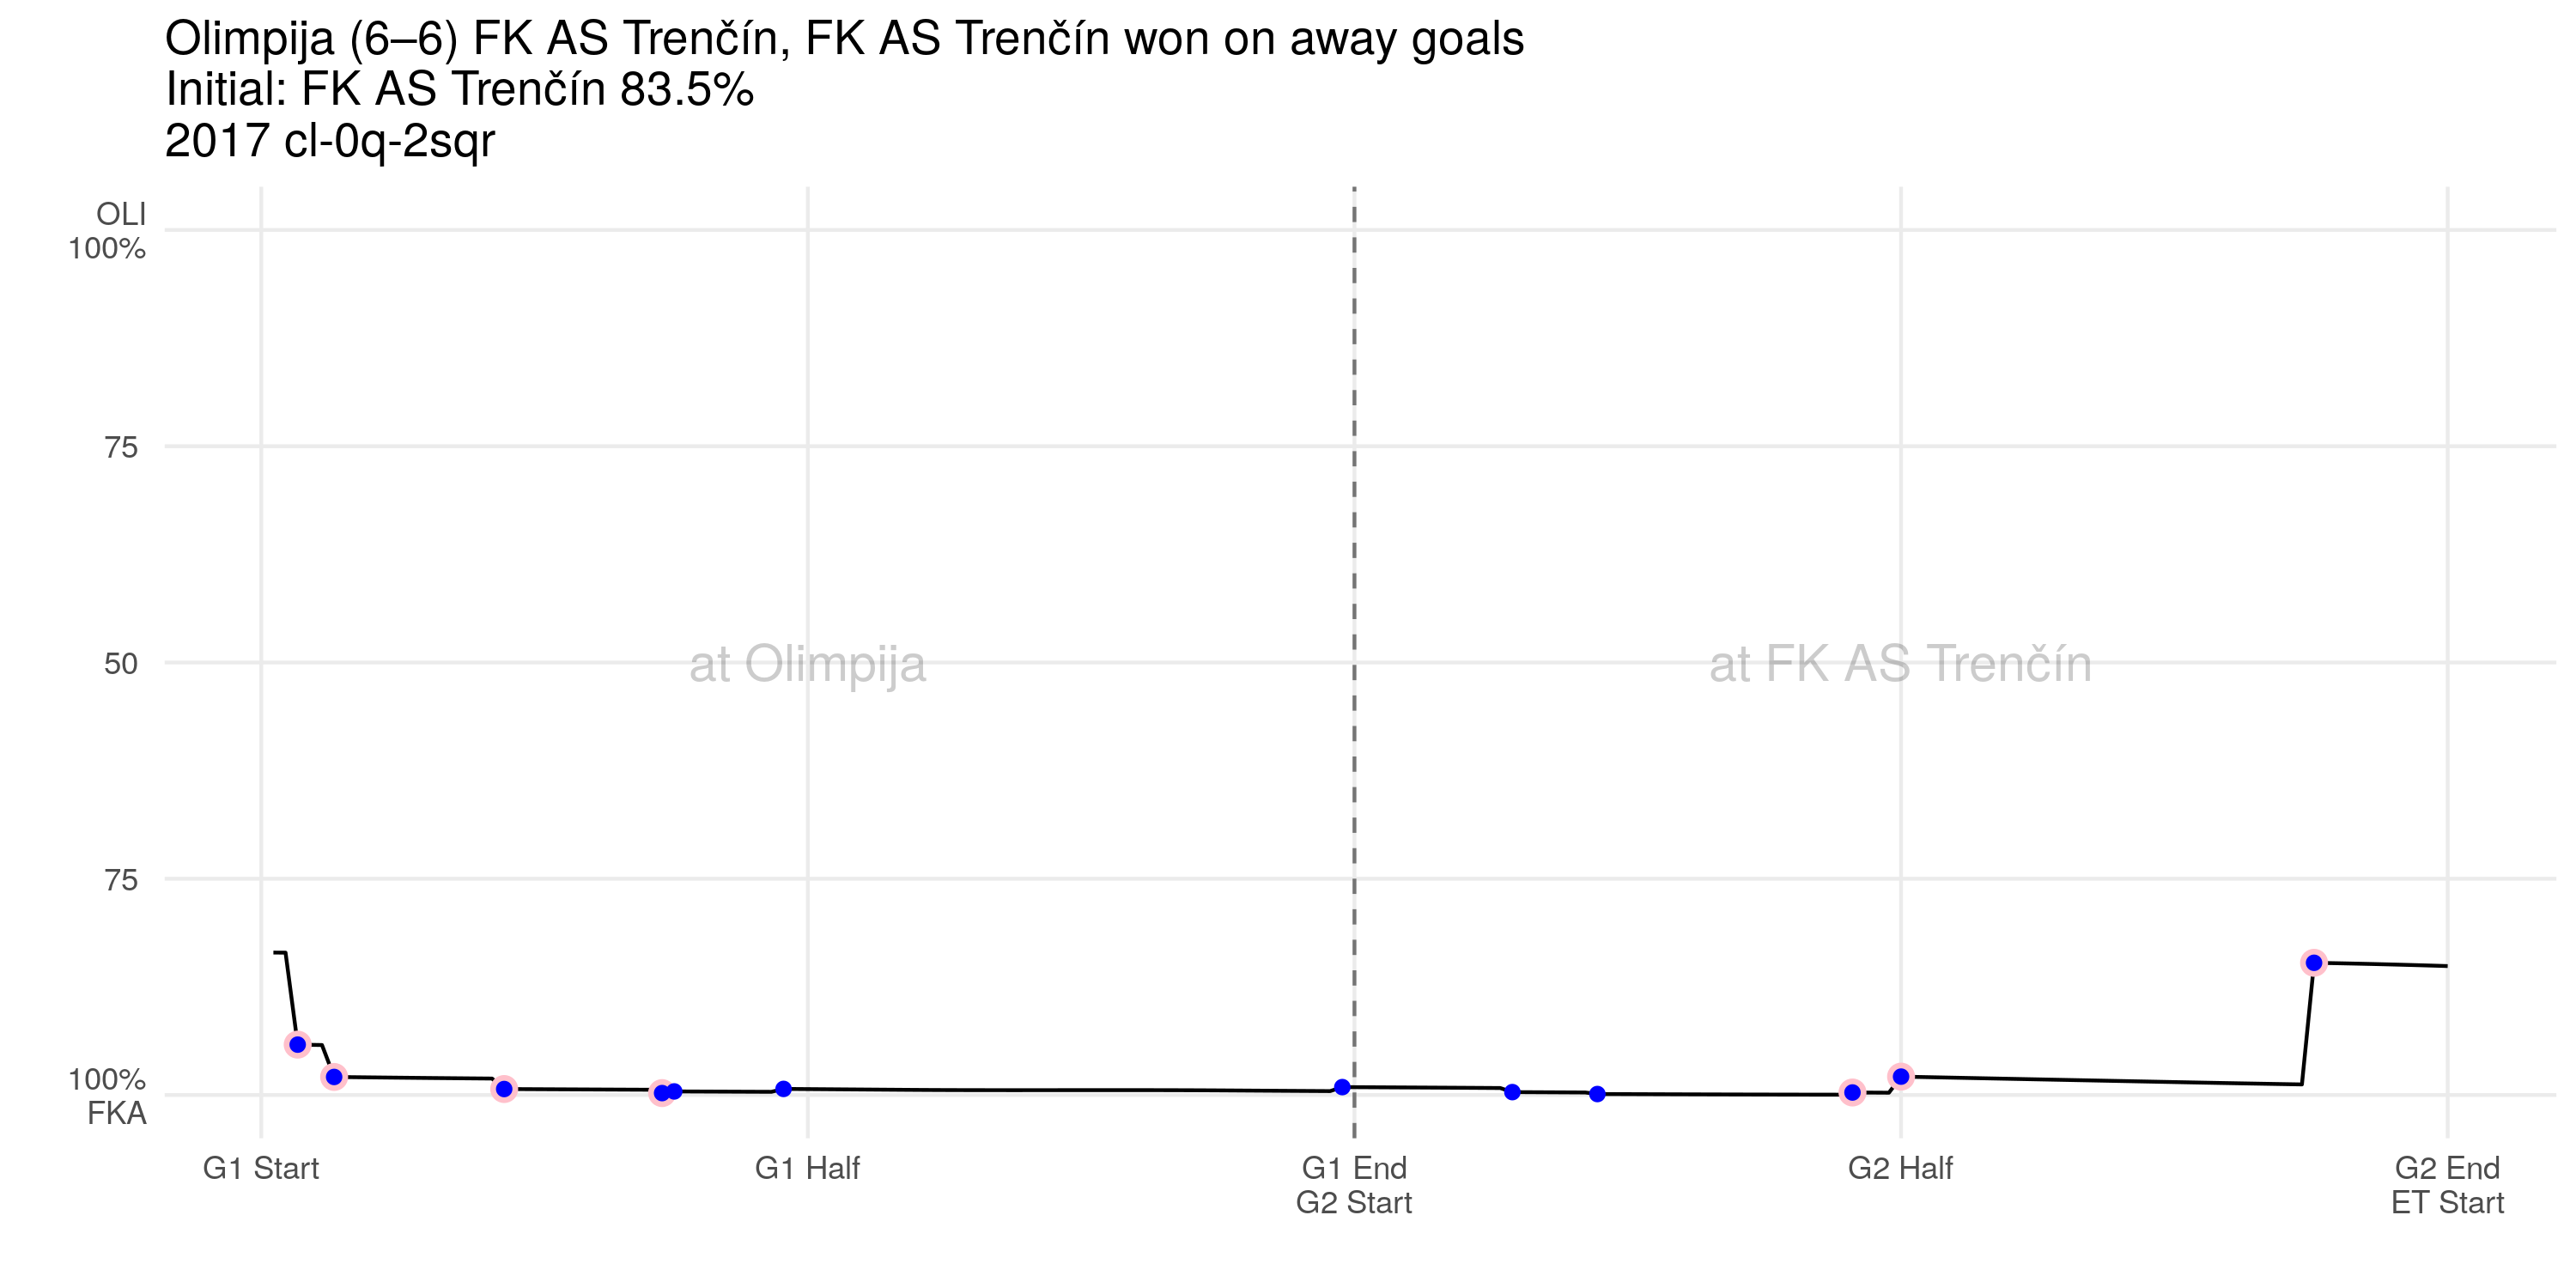 Olimpija (6–6) FK AS Trenčín, FK AS Trenčín won on away goals
Initial: FK AS Trenčín 83.5%
2017 cl-0q-2sqr
OLI
100%
75
50
75
100%
FKA
at Olimpija
at FK AS Trenčín
G1 Start
G1 Half
G1 End
G2 Start
G2 Half
G2 End
ET Start